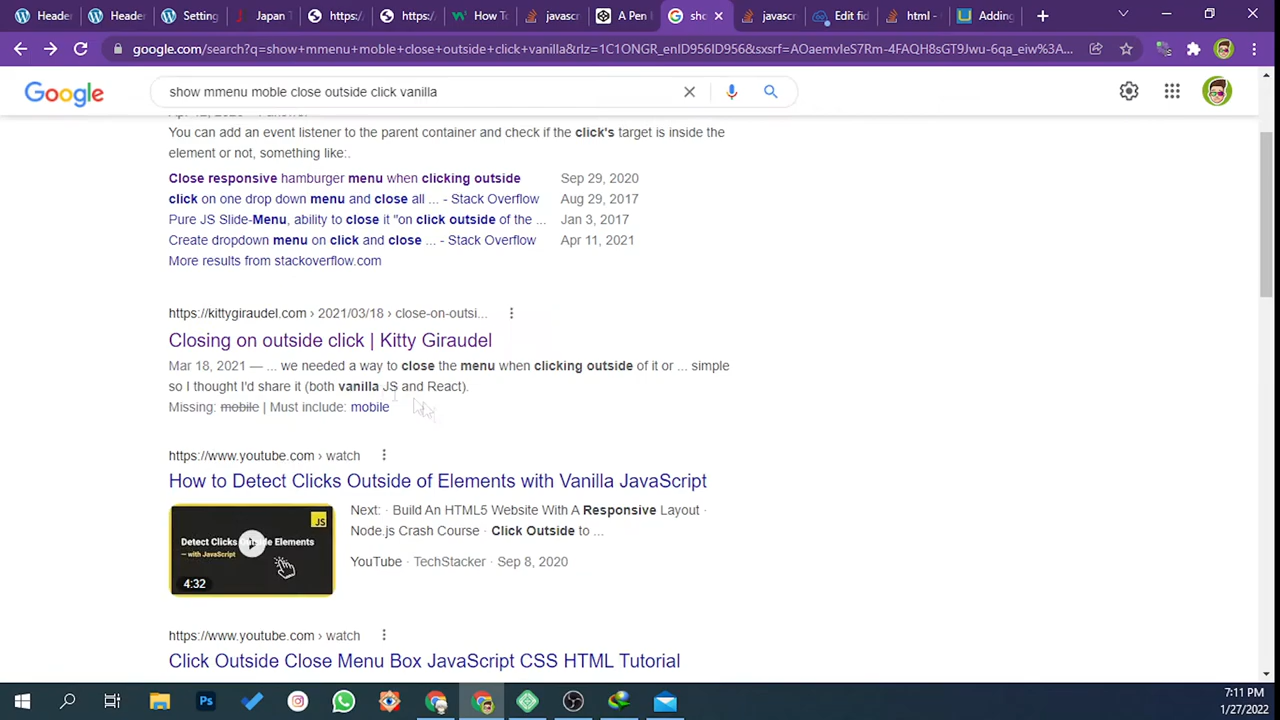 Header
Header
Setting
Japan T
https:/
https:/
How To
javascr
A Pen
sho
javascr
Edit fid
html -
Adding
google.com/search?q=show+mmenu+moble+close+outside+click+vanilla&rlz=1C1ONGR_enID956ID956&sxsrf=AOaemvIeS7Rm-4FAQH8sGT9Jwu-6qa_eiw%3A...
Google
show mmenu moble close outside click vanilla
You can add an event listener to the parent container and check if the click's target is inside the
element or not, something like:.
Close responsive hamburger menu when clicking outside Sep 29, 2020
click on one drop down menu and close all ... - Stack Overflow Aug 29, 2017
Pure JS Slide-Menu, ability to close it "on click outside of the ... Jan 3, 2017
Create dropdown menu on click and close ... - Stack Overflow Apr 11, 2021
More results from stackoverflow.com
https://kittygiraudel.com › 2021/03/18 › close-on-outsi...
Closing on outside click | Kitty Giraudel
Mar 18, 2021 — ... we needed a way to close the menu when clicking outside of it or ... simple
so I thought I'd share it (both vanilla JS and React).
Missing: mobile | Must include: mobile
https://www.youtube.com › watch
How to Detect Clicks Outside of Elements with Vanilla JavaScript
JS
Detect Clicks Outside Elements
— with JavaScript
4:32
Next: · Build An HTML5 Website With A Responsive Layout ·
Node.js Crash Course · Click Outside to ...
YouTube · TechStacker · Sep 8, 2020
https://www.youtube.com › watch
Click Outside Close Menu Box JavaScript CSS HTML Tutorial
Ps
7:11 PM
1/27/2022